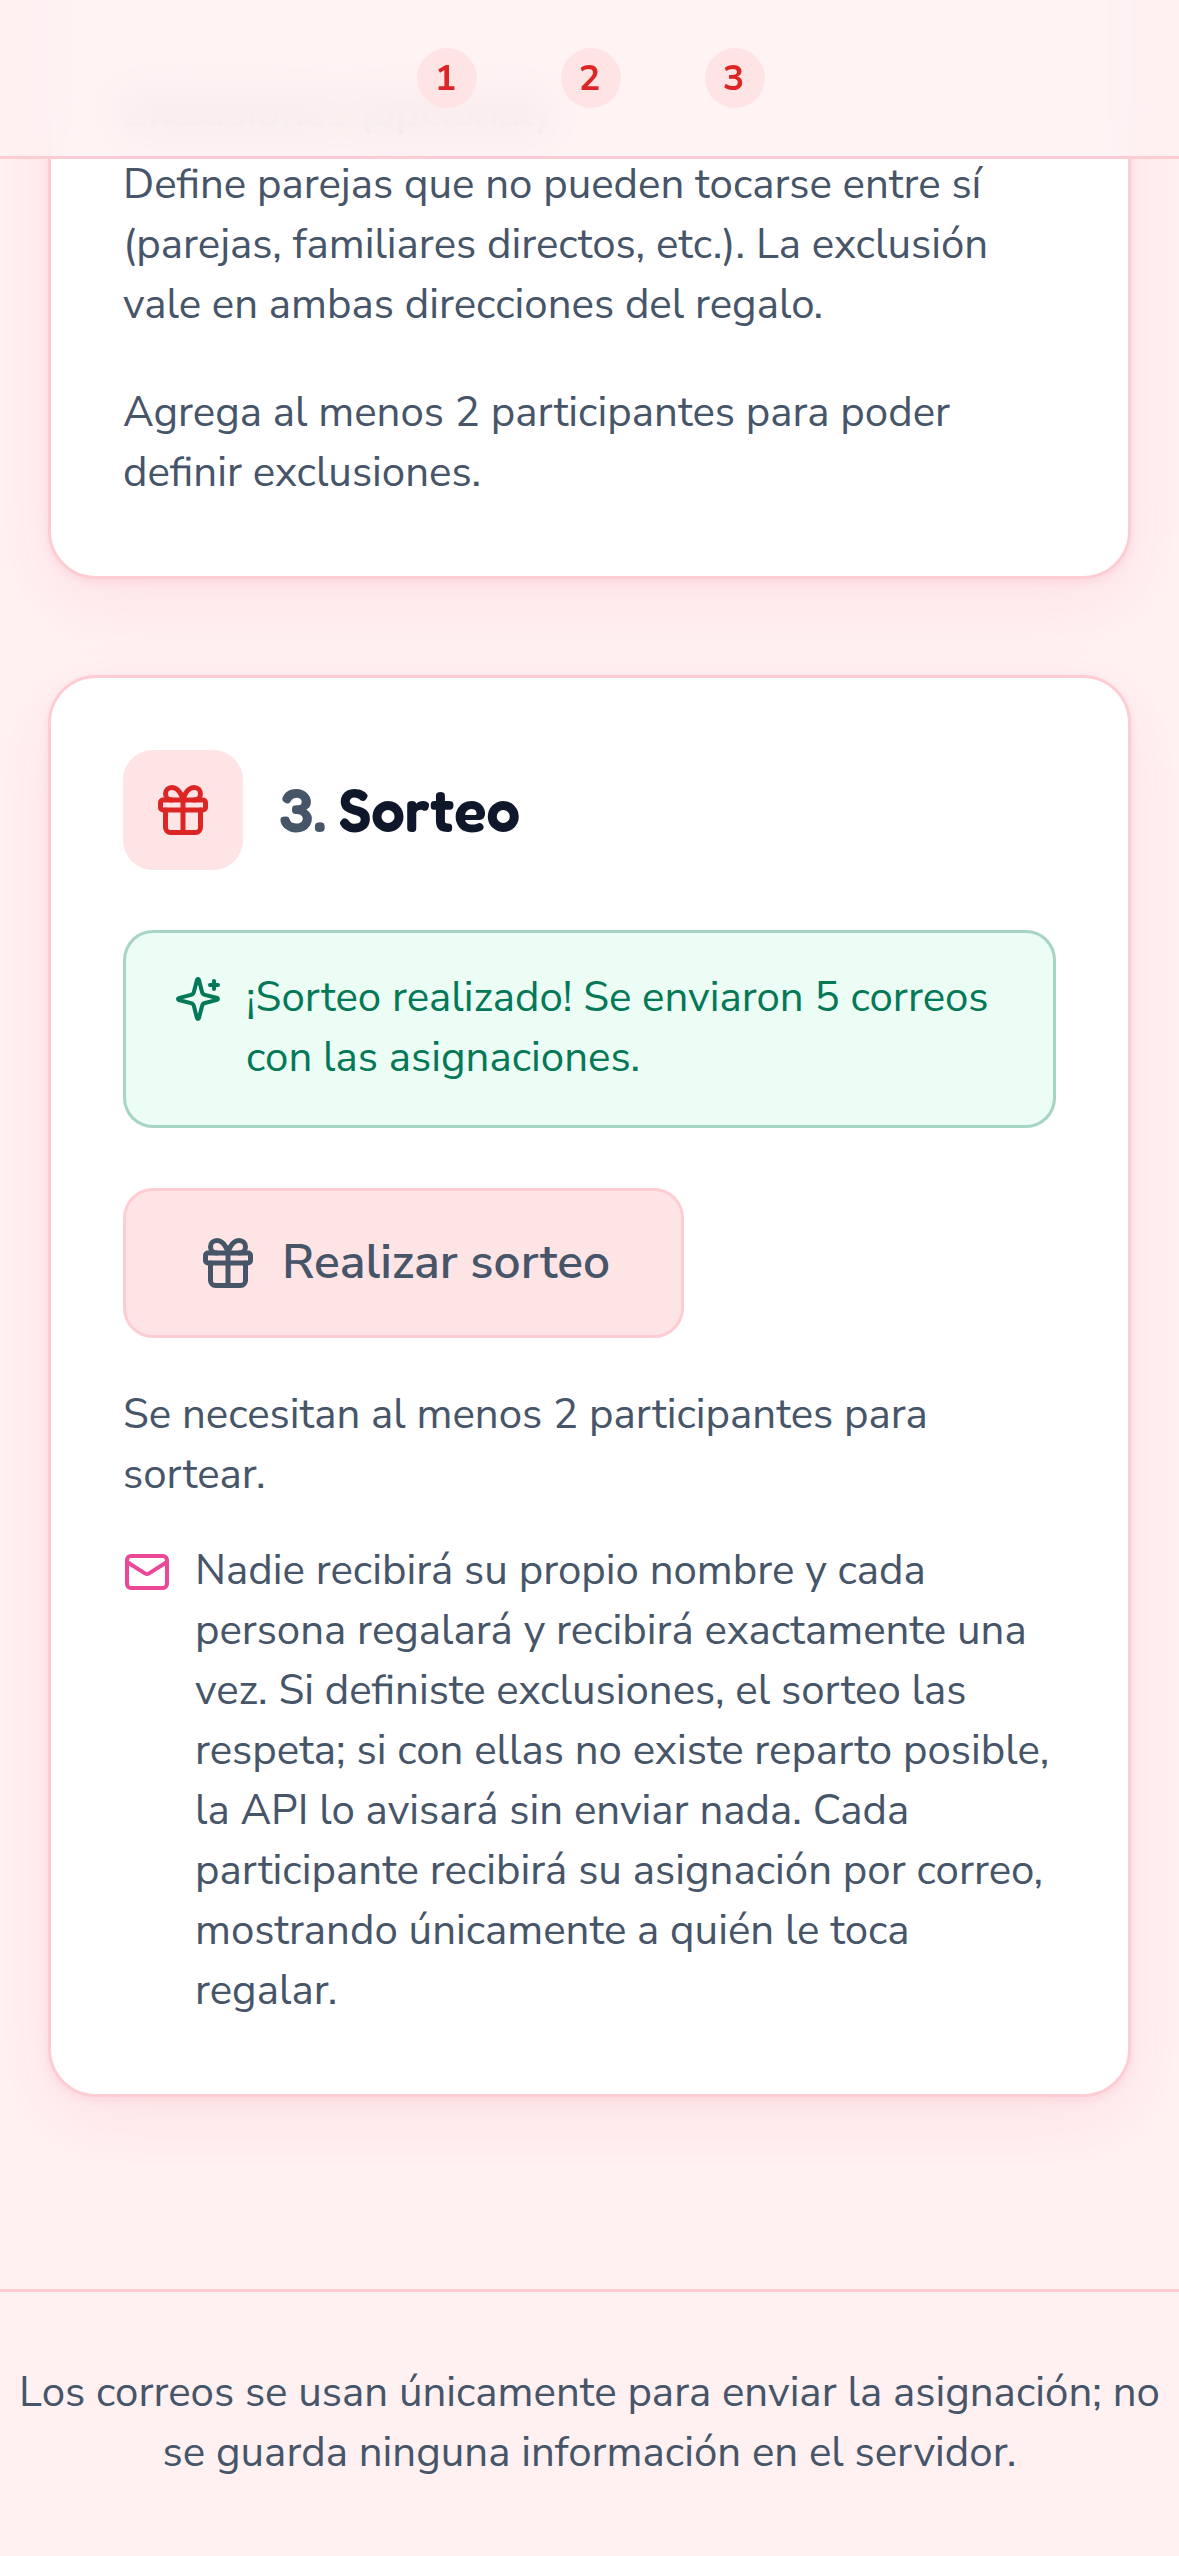 1 2 3
Define parejas que no pueden tocarse entre sí
(parejas, familiares directos, etc.). La exclusión
vale en ambas direcciones del regalo.
Agrega al menos 2 participantes para poder
definir exclusiones.
3. Sorteo
¡Sorteo realizado! Se enviaron 5 correos
con las asignaciones.
Realizar sorteo
Se necesitan al menos 2 participantes para
sortear.
Nadie recibirá su propio nombre y cada
persona regalará y recibirá exactamente una
vez. Si definiste exclusiones, el sorteo las
respeta; si con ellas no existe reparto posible,
la API lo avisará sin enviar nada. Cada
participante recibirá su asignación por correo,
mostrando únicamente a quién le toca
regalar.
Los correos se usan únicamente para enviar la asignación; no
se guarda ninguna información en el servidor.